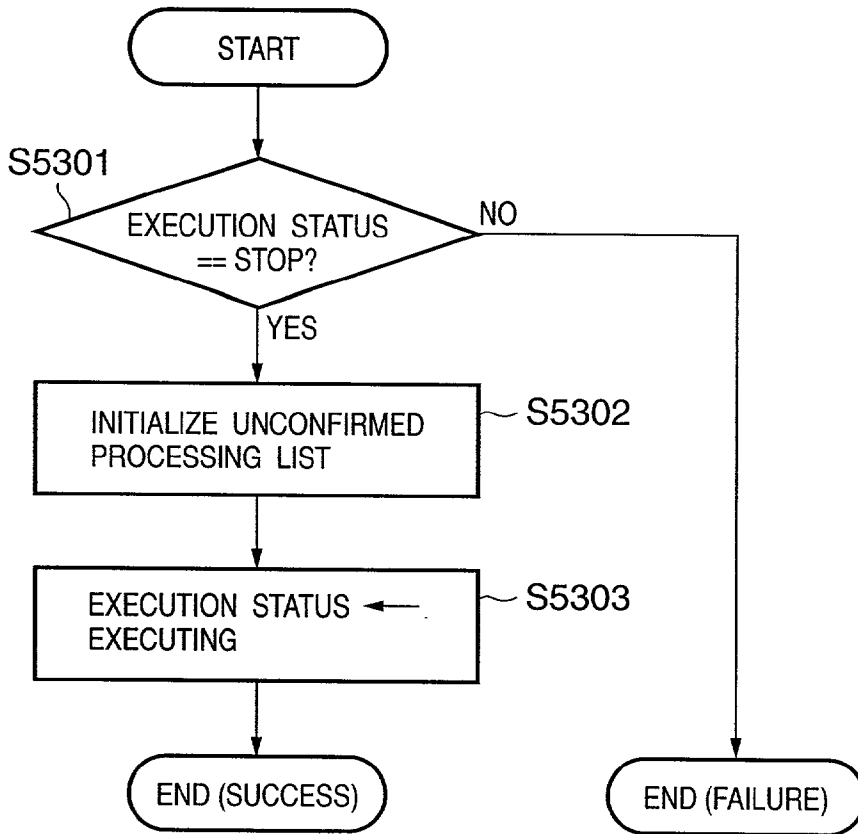 START
S5301
EXECUTION STATUS
== STOP?
NO
YES
INITIALIZE UNCONFIRMED
PROCESSING LIST
S5302
EXECUTION STATUS ←
EXECUTING
S5303
END (SUCCESS)
END (FAILURE)